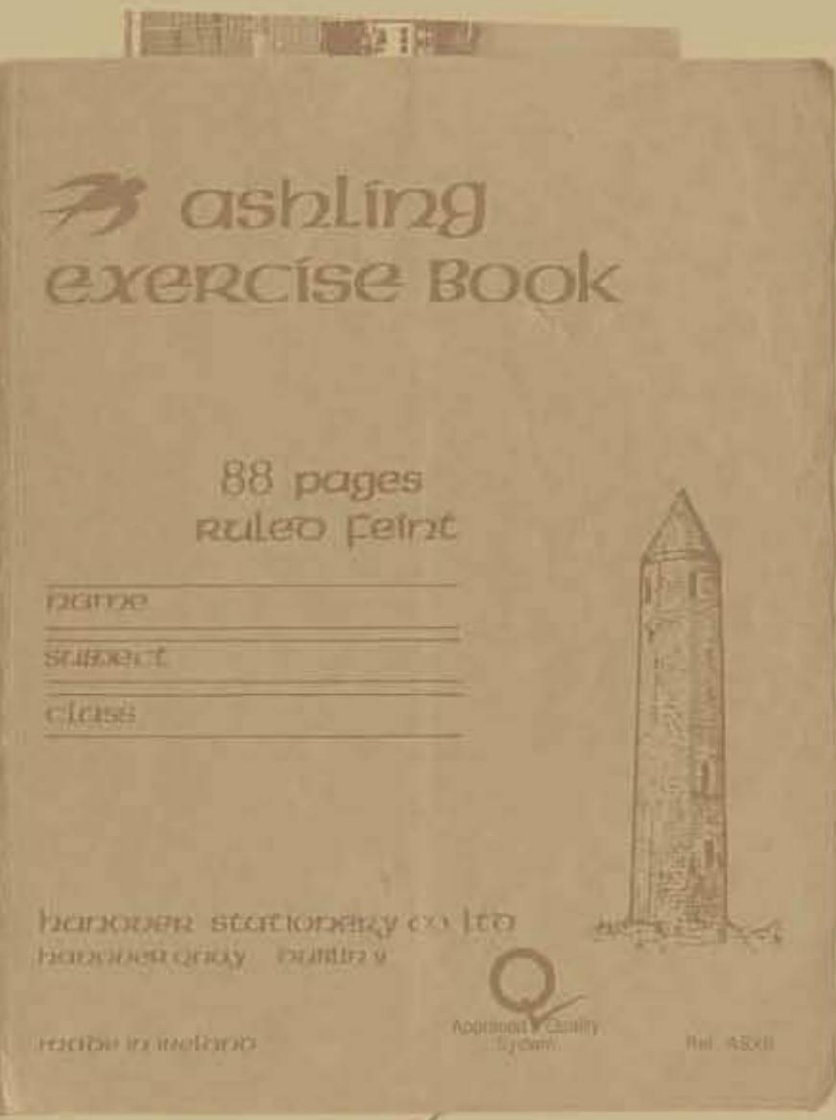 ashling
exercise Book
88 pages
Ruled feint
name
subject
class
hanover stationery co ltd
hanover quay dublin
made in ireland
Approved Quality
System
Ref.